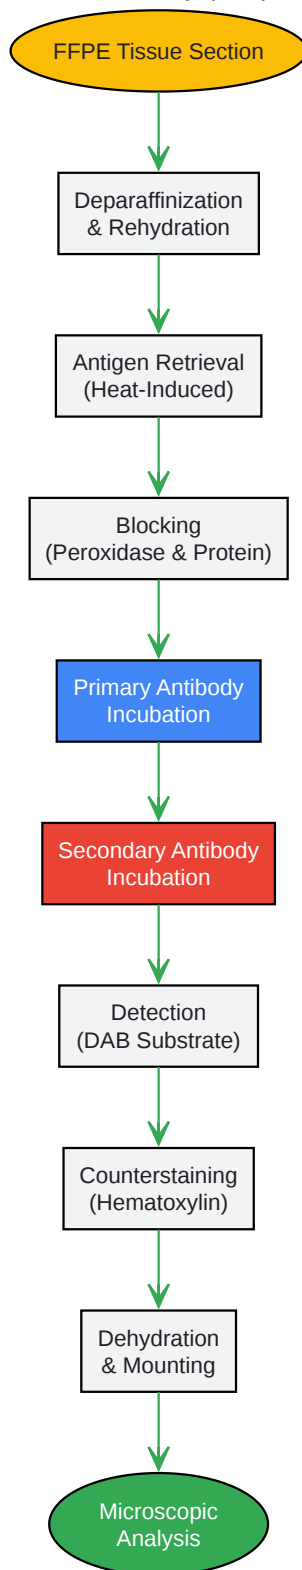 FFPE Tissue Section
Deparaffinization
& Rehydration
Antigen Retrieval
(Heat-Induced)
Blocking
(Peroxidase & Protein)
Primary Antibody
Incubation
Secondary Antibody
Incubation
Detection
(DAB Substrate)
Counterstaining
(Hematoxylin)
Dehydration
& Mounting
Microscopic
Analysis